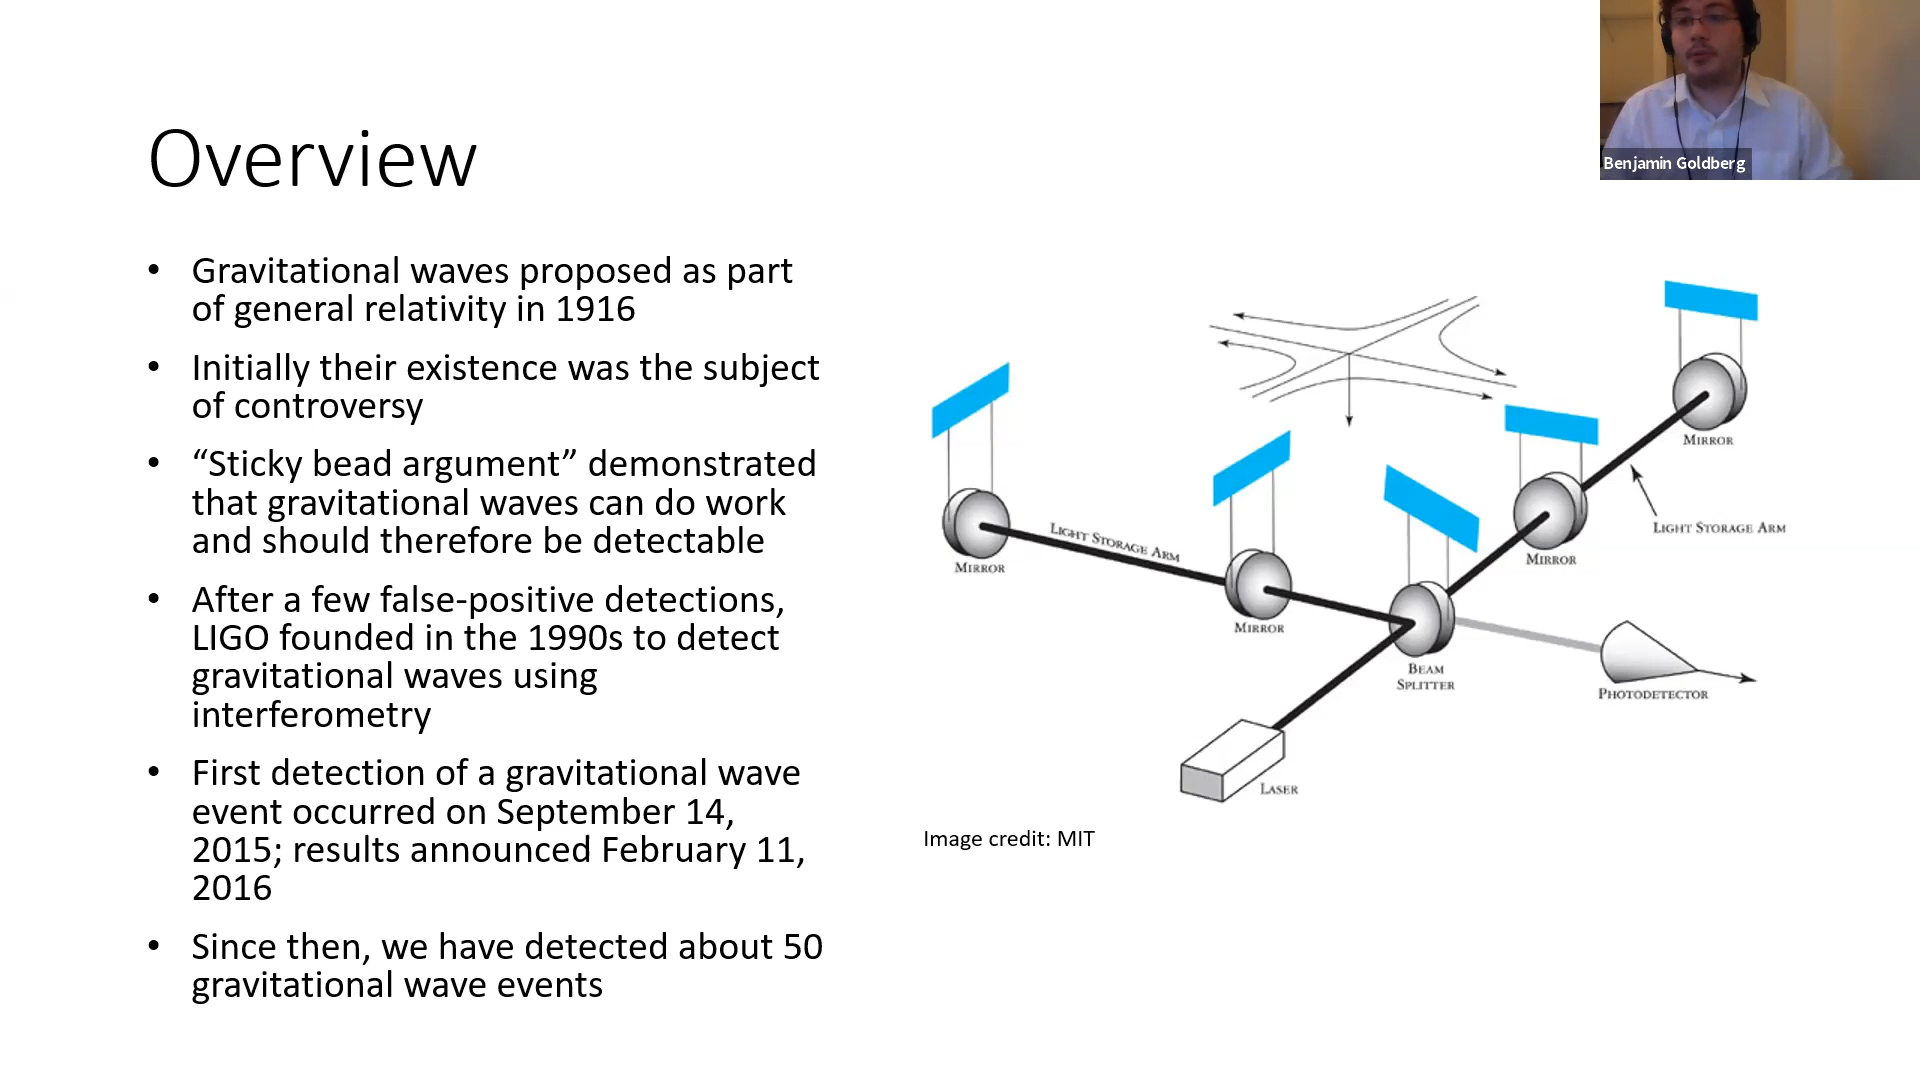 Benjamin Goldberg
Overview
• Gravitational waves proposed as part
of general relativity in 1916
• Initially their existence was the subject
of controversy
• “Sticky bead argument” demonstrated
that gravitational waves can do work
and should therefore be detectable
• After a few false-positive detections,
LIGO founded in the 1990s to detect
gravitational waves using
interferometry
• First detection of a gravitational wave
event occurred on September 14,
2015; results announced February 11,
2016
• Since then, we have detected about 50
gravitational wave events
MIRROR
LIGHT STORAGE ARM
MIRROR
LIGHT STORAGE ARM
MIRROR
MIRROR
BEAM
SPLITTER
PHOTODETECTOR
LASER
Image credit: MIT